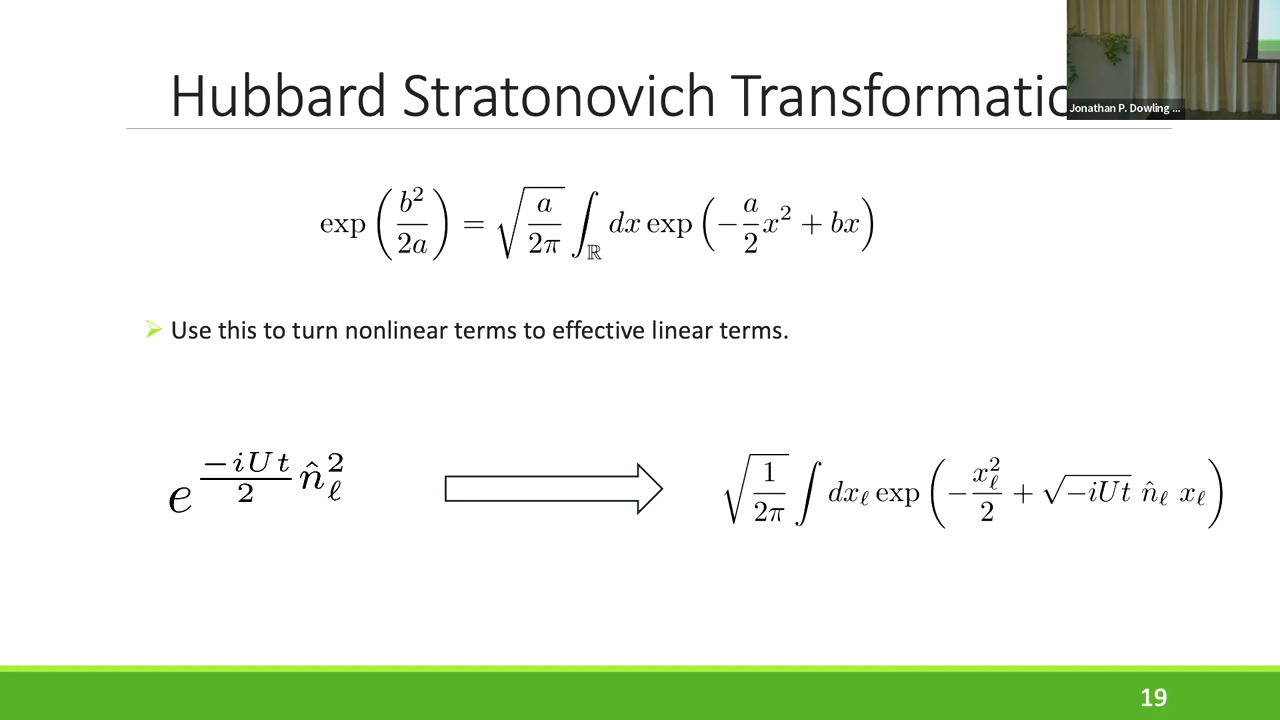 Hubbard Stratonovich Transformatio
Jonathan P. Dowling ...
exp(b²/2a) = √(a/2π) ∫_ℝ dx exp(−(a/2)x² + bx)
Use this to turn nonlinear terms to effective linear terms.
e^{(−iUt/2) n̂_ℓ²} ⇒ √(1/2π) ∫ dx_ℓ exp(−x_ℓ²/2 + √(−iUt) n̂_ℓ x_ℓ)
19